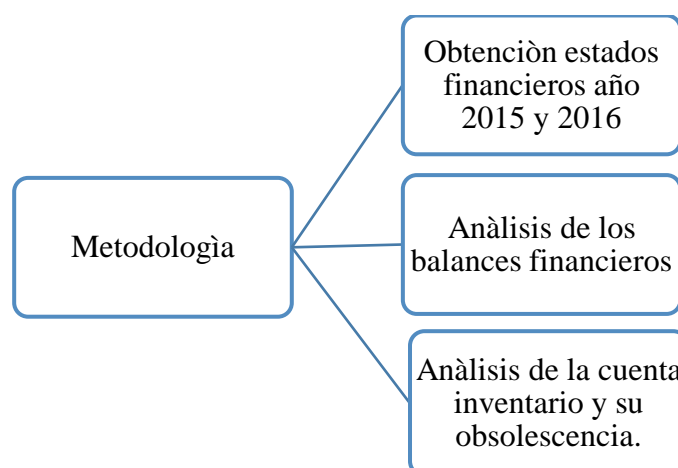 Metodologìa
Obtenciòn estados
financieros año
2015 y 2016
Anàlisis de los
balances financieros
Anàlisis de la cuenta
inventario y su
obsolescencia.